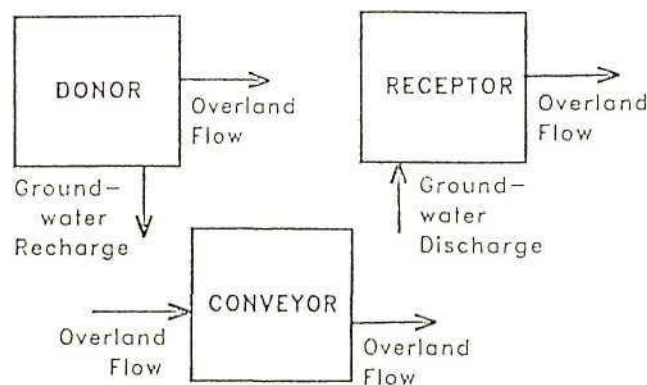 DONOR
Overland
Flow
Ground-
water
Recharge
RECEPTOR
Overland
Flow
Ground-
water
Discharge
CONVEYOR
Overland
Flow
Overland
Flow